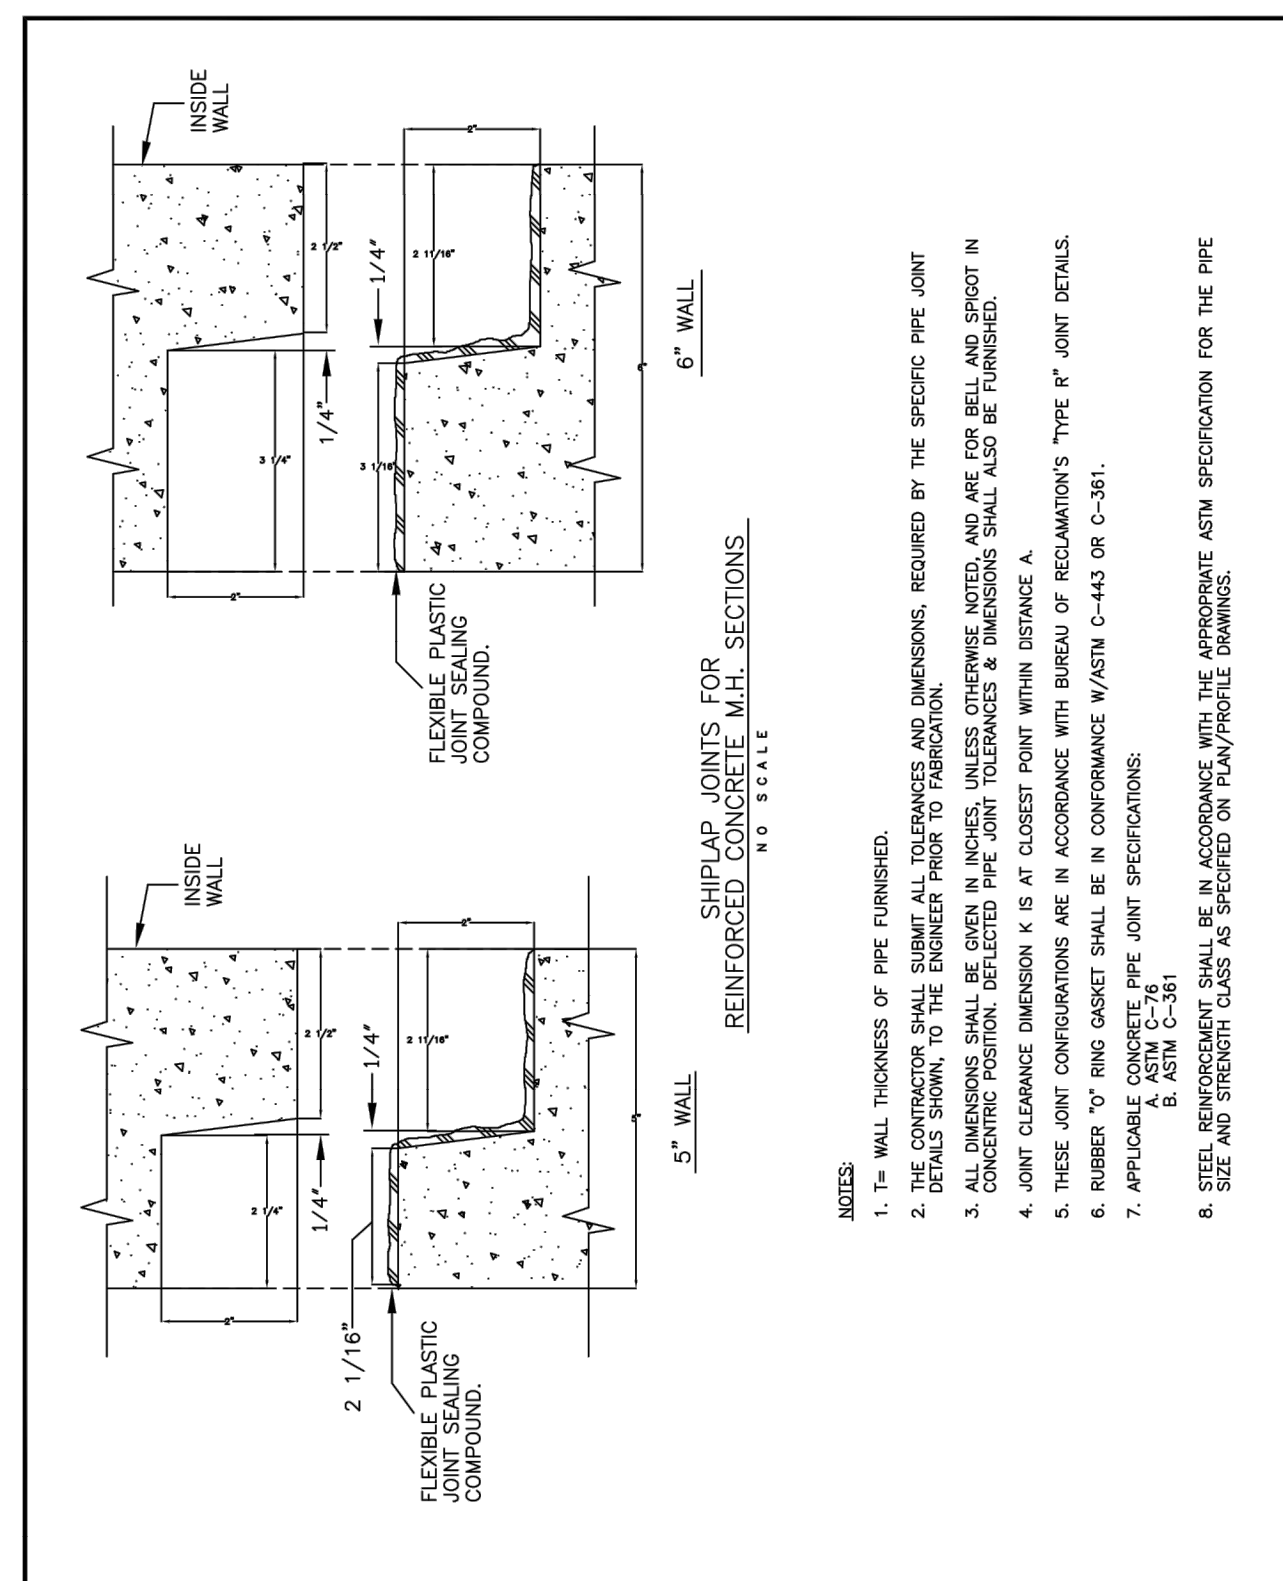 INSIDE
WALL
2 1/2"
2 1/4"
2"
1/4"
2"
2 11/16"
1/4"
2 1/16"
5"
FLEXIBLE PLASTIC
JOINT SEALING
COMPOUND.
5" WALL
INSIDE
WALL
2 1/2"
3 1/4"
2"
1/4"
2"
2 11/16"
1/4"
3 1/16"
6"
FLEXIBLE PLASTIC
JOINT SEALING
COMPOUND.
6" WALL
SHIPLAP JOINTS FOR
REINFORCED CONCRETE M.H. SECTIONS
NO SCALE
NOTES:
1. T= WALL THICKNESS OF PIPE FURNISHED.
2. THE CONTRACTOR SHALL SUBMIT ALL TOLERANCES AND DIMENSIONS, REQUIRED BY THE SPECIFIC PIPE JOINT
DETAILS SHOWN, TO THE ENGINEER PRIOR TO FABRICATION.
3. ALL DIMENSIONS SHALL BE GIVEN IN INCHES, UNLESS OTHERWISE NOTED, AND ARE FOR BELL AND SPIGOT IN
CONCENTRIC POSITION. DEFLECTED PIPE JOINT TOLERANCES & DIMENSIONS SHALL ALSO BE FURNISHED.
4. JOINT CLEARANCE DIMENSION K IS AT CLOSEST POINT WITHIN DISTANCE A.
5. THESE JOINT CONFIGURATIONS ARE IN ACCORDANCE WITH BUREAU OF RECLAMATION'S "TYPE R" JOINT DETAILS.
6. RUBBER "O" RING GASKET SHALL BE IN CONFORMANCE W/ASTM C-443 OR C-361.
7. APPLICABLE CONCRETE PIPE JOINT SPECIFICATIONS:
A. ASTM C-76
B. ASTM C-361
8. STEEL REINFORCEMENT SHALL BE IN ACCORDANCE WITH THE APPROPRIATE ASTM SPECIFICATION FOR THE PIPE
SIZE AND STRENGTH CLASS AS SPECIFIED ON PLAN/PROFILE DRAWINGS.